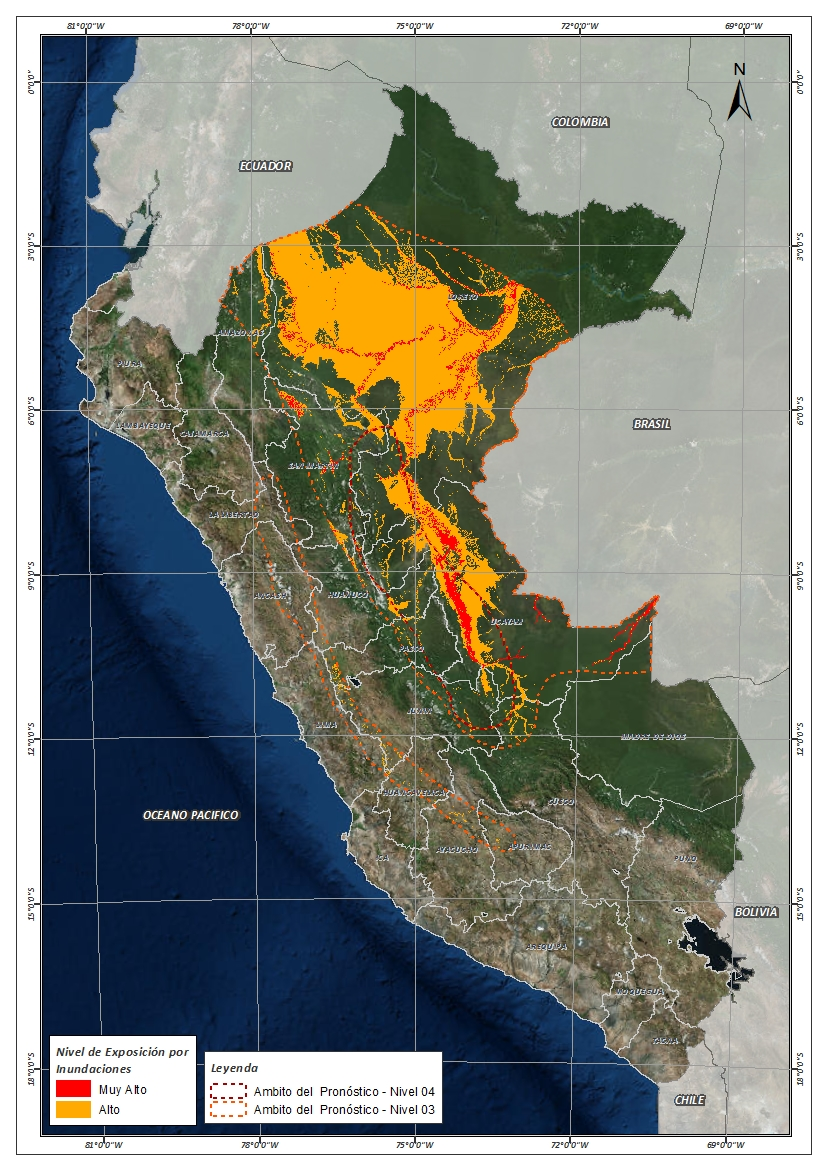 81°0'0"W 78°0'0"W 75°0'0"W 72°0'0"W 69°0'0"W
N
0°0'0"
0°0'0"
COLOMBIA
ECUADOR
3°0'0"S
3°0'0"S
LORETO
AMAZONAS
PIURA
6°0'0"S
6°0'0"S
LAMBAYEQUE
CAJAMARCA
BRASIL
SAN MARTIN
LA LIBERTAD
9°0'0"S
9°0'0"S
ANCASH
HUANUCO
UCAYALI
PASCO
JUNIN
LIMA
12°0'0"S
12°0'0"S
MADRE DE DIOS
HUANCAVELICA
CUSCO
OCEANO PACIFICO
AYACUCHO
APURIMAC
ICA
PUNO
15°0'0"S
15°0'0"S
BOLIVIA
AREQUIPA
MOQUEGUA
TACNA
18°0'0"S
18°0'0"S
CHILE
Nivel de Exposición por
Inundaciones
Muy Alto
Alto
Leyenda
Ambito del Pronóstico - Nivel 04
Ambito del Pronóstico - Nivel 03
81°0'0"W 78°0'0"W 75°0'0"W 72°0'0"W 69°0'0"W